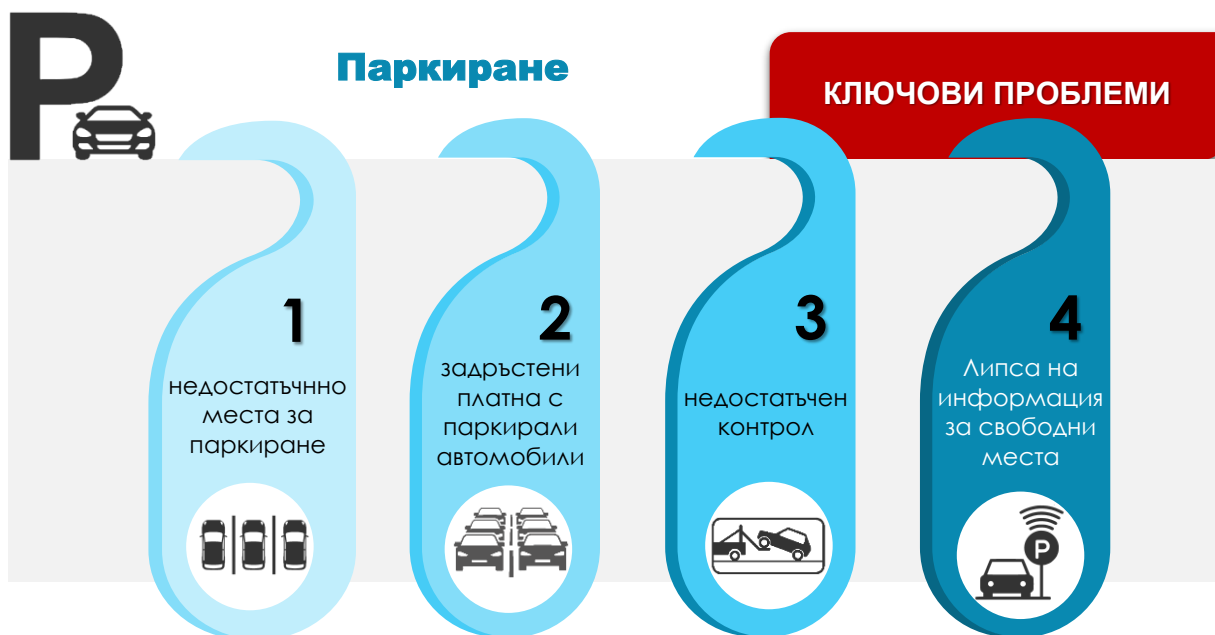 P
Паркиране
КЛЮЧОВИ ПРОБЛЕМИ
1
недостатъчнно
места за
паркиране
2
задръстени
платна с
паркирали
автомобили
3
недостатъчен
контрол
4
Липса на
информация
за свободни
места
P